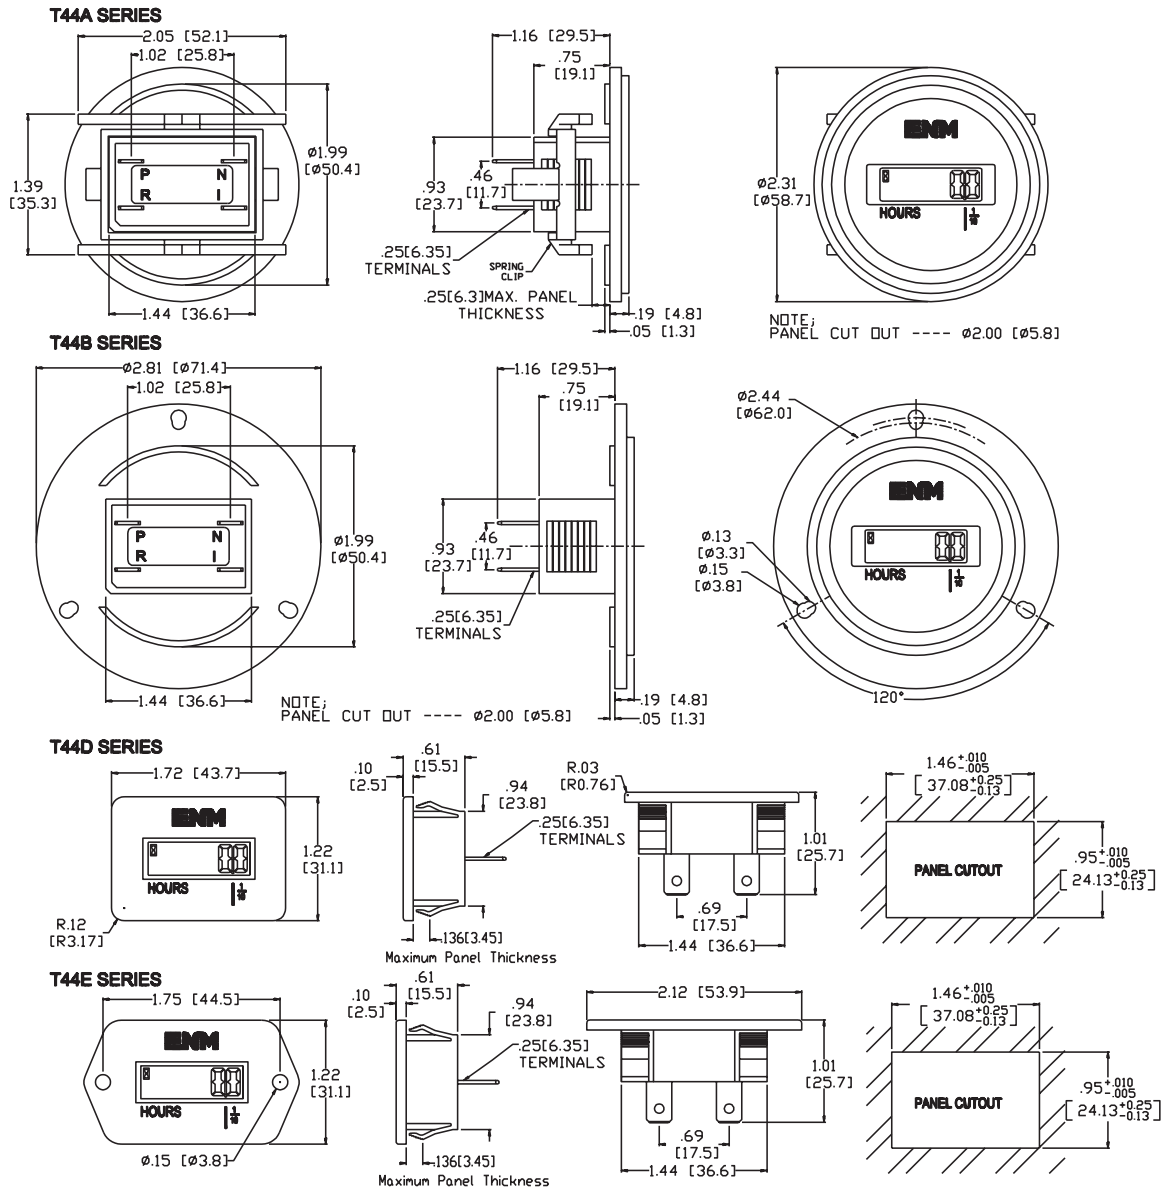 T44A SERIES
2.05 [52.1]
1.02 [25.8]
1.39
[35.3]
P N
R I
ø1.99
[ø50.4]
1.44 [36.6]
1.16 [29.5]
.75
[19.1]
.93
[23.7]
.46
[11.7]
.25[6.35]
TERMINALS
SPRING
CLIP
.25[6.3]MAX. PANEL
THICKNESS
.19 [4.8]
.05 [1.3]
ø2.31
[ø58.7]
ENM
HOURS
1/10
NOTE;
PANEL CUT OUT ---- ø2.00 [ø5.8]
T44B SERIES
ø2.81 [ø71.4]
1.02 [25.8]
P N
R I
ø1.99
[ø50.4]
1.44 [36.6]
NOTE;
PANEL CUT OUT ---- ø2.00 [ø5.8]
1.16 [29.5]
.75
[19.1]
.93
[23.7]
.46
[11.7]
.25[6.35]
TERMINALS
.19 [4.8]
.05 [1.3]
ø2.44
[ø62.0]
ENM
HOURS
1/10
ø.13
[ø3.3]
ø.15
[ø3.8]
120°
T44D SERIES
1.72 [43.7]
ENM
HOURS
1/10
1.22
[31.1]
R.12
[R3.17]
.61
[15.5]
.10
[2.5]
.94
[23.8]
.25[6.35]
TERMINALS
.136[3.45]
Maximum Panel Thickness
R.03
[R0.76]
1.01
[25.7]
.69
[17.5]
1.44 [36.6]
1.46+.010 -.005
[37.08+0.25 -0.13]
PANEL CUTOUT
.95+.010 -.005
[24.13+0.25 -0.13]
T44E SERIES
1.75 [44.5]
ENM
HOURS
1/10
1.22
[31.1]
ø.15 [ø3.8]
.61
[15.5]
.10
[2.5]
.94
[23.8]
.25[6.35]
TERMINALS
.136[3.45]
Maximum Panel Thickness
2.12 [53.9]
1.01
[25.7]
.69
[17.5]
1.44 [36.6]
1.46+.010 -.005
[37.08+0.25 -0.13]
PANEL CUTOUT
.95+.010 -.005
[24.13+0.25 -0.13]